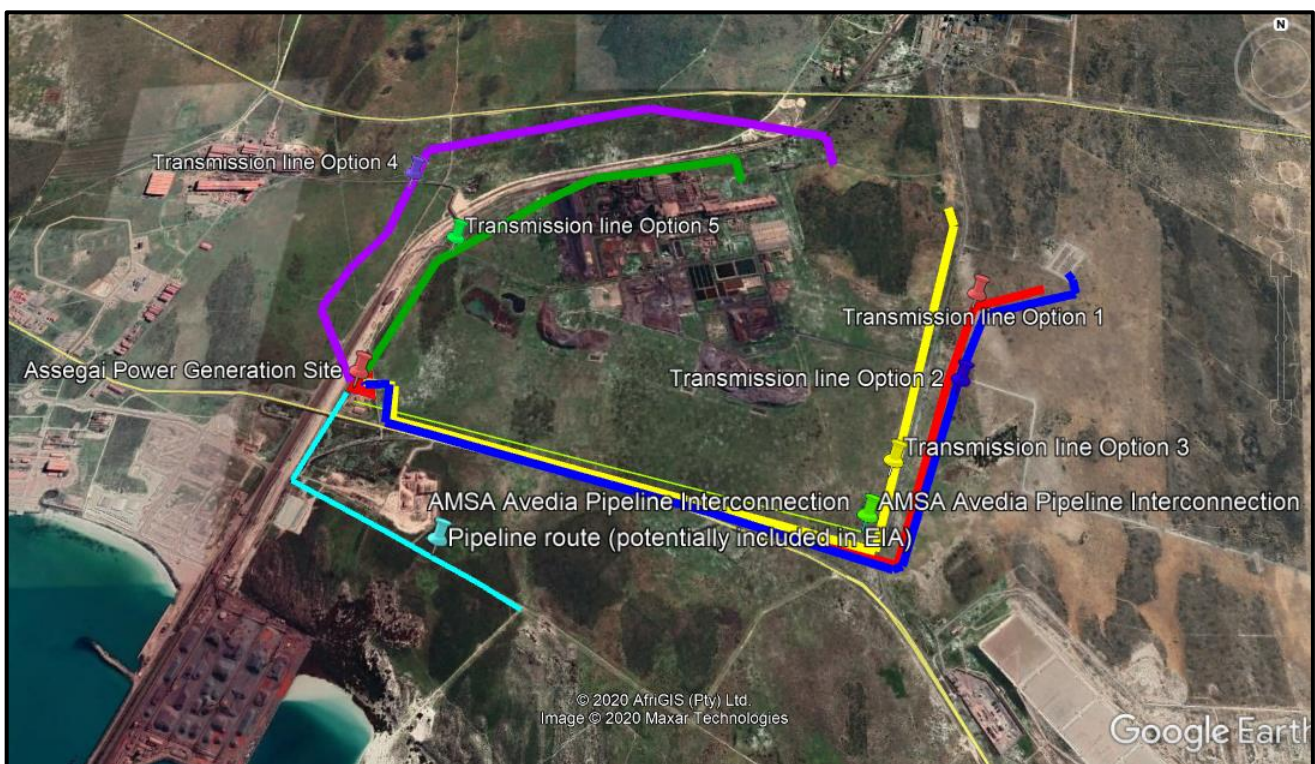 N
Transmission line Option 4
Transmission line Option 5
Transmission line Option 1
Assegai Power Generation Site
Transmission line Option 2
Transmission line Option 3
AMSA Avedia Pipeline Interconnection
AMSA Avedia Pipeline Interconnection
Pipeline route (potentially included in EIA)
© 2020 AfriGIS (Pty) Ltd.
Image © 2020 Maxar Technologies
Google Earth